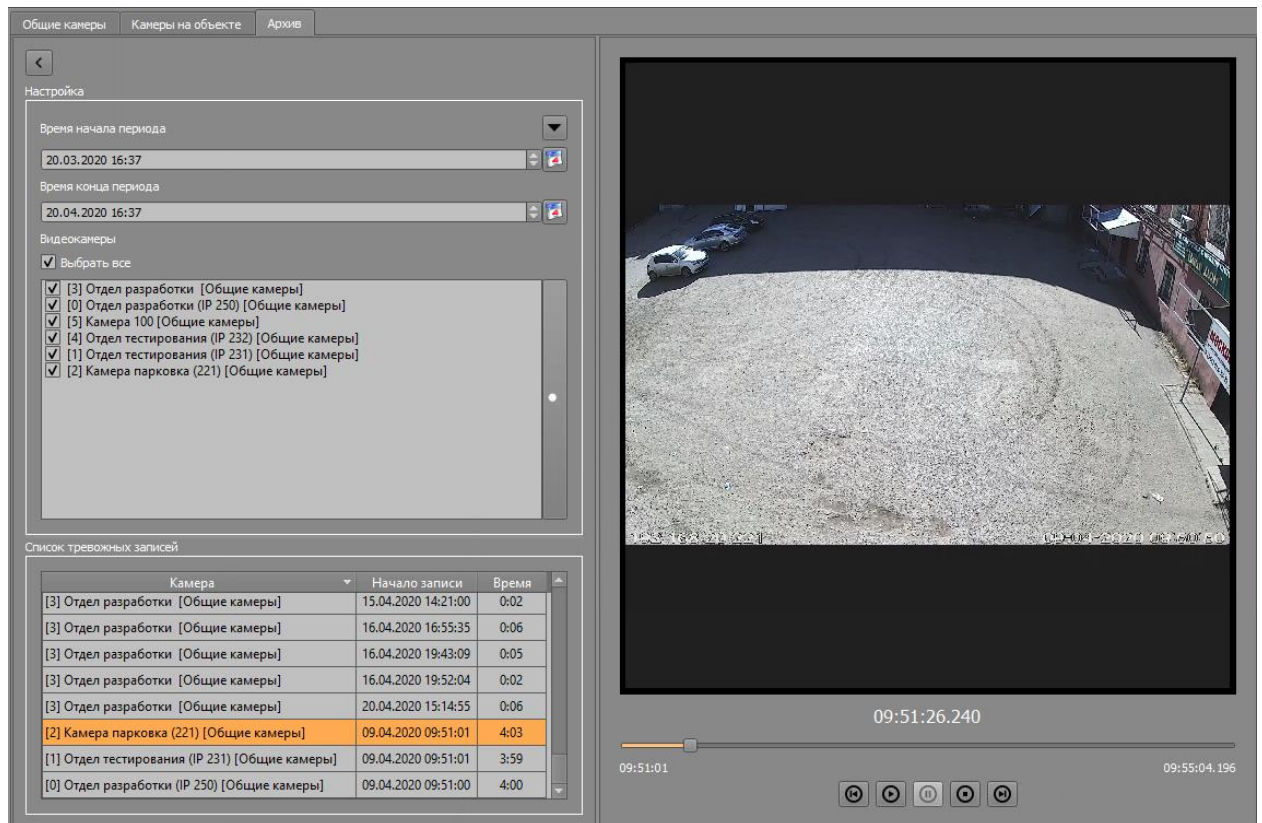 Общие камеры Камеры на объекте Архив
Настройка
Время начала периода
20.03.2020 16:37
Время конца периода
20.04.2020 16:37
Видеокамеры
Выбрать все
[3] Отдел разработки [Общие камеры]
[0] Отдел разработки (IP 250) [Общие камеры]
[5] Камера 100 [Общие камеры]
[4] Отдел тестирования (IP 232) [Общие камеры]
[1] Отдел тестирования (IP 231) [Общие камеры]
[2] Камера парковка (221) [Общие камеры]
Список тревожных записей
Камера Начало записи Время
[3] Отдел разработки [Общие камеры] 15.04.2020 14:21:00 0:02
[3] Отдел разработки [Общие камеры] 16.04.2020 16:55:35 0:06
[3] Отдел разработки [Общие камеры] 16.04.2020 19:43:09 0:05
[3] Отдел разработки [Общие камеры] 16.04.2020 19:52:04 0:02
[3] Отдел разработки [Общие камеры] 20.04.2020 15:14:55 0:06
[2] Камера парковка (221) [Общие камеры] 09.04.2020 09:51:01 4:03
[1] Отдел тестирования (IP 231) [Общие камеры] 09.04.2020 09:51:01 3:59
[0] Отдел разработки (IP 250) [Общие камеры] 09.04.2020 09:51:00 4:00
09:51:26.240
09:51:01 09:55:04.196